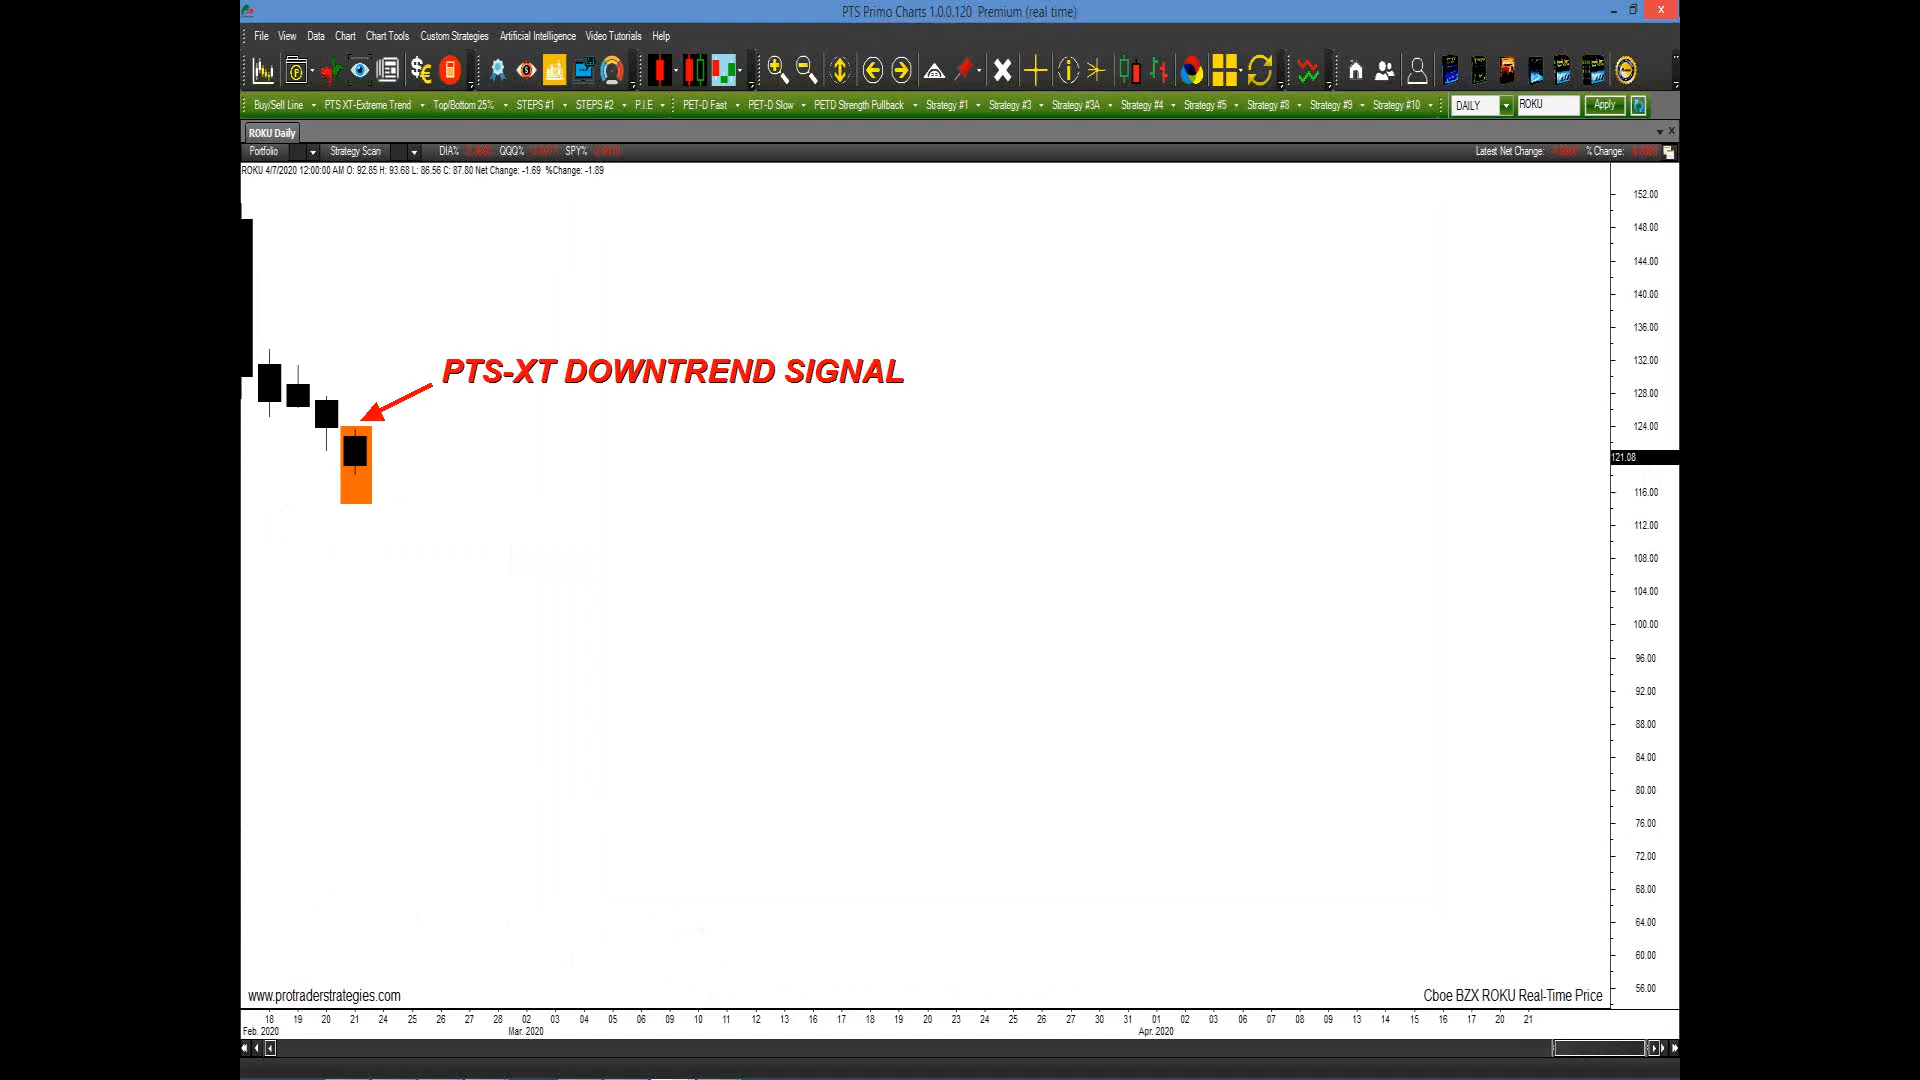 PTS Primo Charts 1.0.0.120  Premium (real time)
File View Data Chart Chart Tools Custom Strategies Artificial Intelligence Video Tutorials Help
Buy/Sell Line PTS XT-Extreme Trend Top/Bottom 25% STEPS #1 STEPS #2 P.I.E PET-D Fast PET-D Slow PETD Strength Pullback Strategy #1 Strategy #3 Strategy #3A Strategy #4 Strategy #5 Strategy #8 Strategy #9 Strategy #10 DAILY ROKU Apply
ROKU Daily
Portfolio Strategy Scan DIA% QQQ% SPY% Latest Net Change: % Change:
ROKU 4/7/2020 12:00:00 AM O: 92.85 H: 93.68 L: 86.56 C: 87.80 Net Change: -1.69 %Change: -1.89
152.00
148.00
144.00
140.00
136.00
132.00
PTS-XT DOWNTREND SIGNAL
128.00
124.00
121.08
116.00
112.00
108.00
104.00
100.00
96.00
92.00
88.00
84.00
80.00
76.00
72.00
68.00
64.00
60.00
56.00
www.protraderstrategies.com
Cboe BZX ROKU Real-Time Price
18 19 20 21 24 25 26 27 28 02 03 04 05 06 09 10 11 12 13 16 17 18 19 20 23 24 25 26 27 30 31 01 02 03 06 07 08 09 13 14 15 16 17 20 21
Feb. 2020 Mar. 2020 Apr. 2020